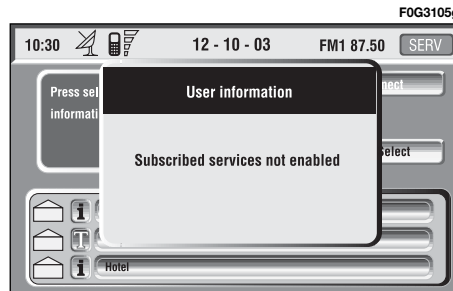 F0G3105g
10:30 12 - 10 - 03 FM1 87.50 SERV
Press sel
informati
User information
Subscribed services not enabled
nect
Select
i
T
i Hotel